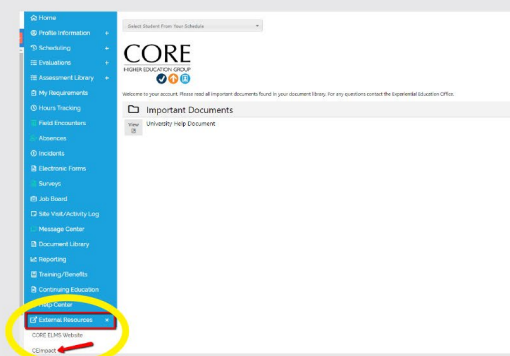 Home
Profile Information +
Scheduling +
Evaluations +
Assessment Library +
My Requirements
Hours Tracking
Field Encounters
Absences
Incidents
Electronic Forms
Surveys
Job Board
Site Visit/Activity Log
Message Center
Document Library
Reporting
Training/Benefits
Continuing Education
Help Center
External Resources
CORE ELMS Website
CEImpact
Select Student From Your Schedule
CORE
HIGHER EDUCATION GROUP
Welcome to your account. Please read all important documents found in your document library. For any questions contact the Experiential Education Office.
Important Documents
View
University Help Document